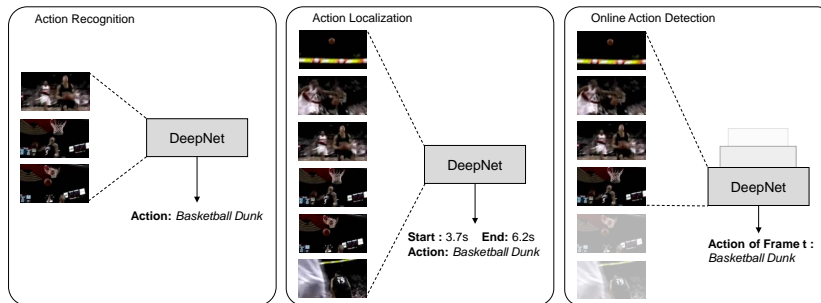 Action Recognition
DeepNet
Action: Basketball Dunk
Action Localization
DeepNet
Start : 3.7s End: 6.2s
Action: Basketball Dunk
Online Action Detection
DeepNet
Action of Frame t :
Basketball Dunk